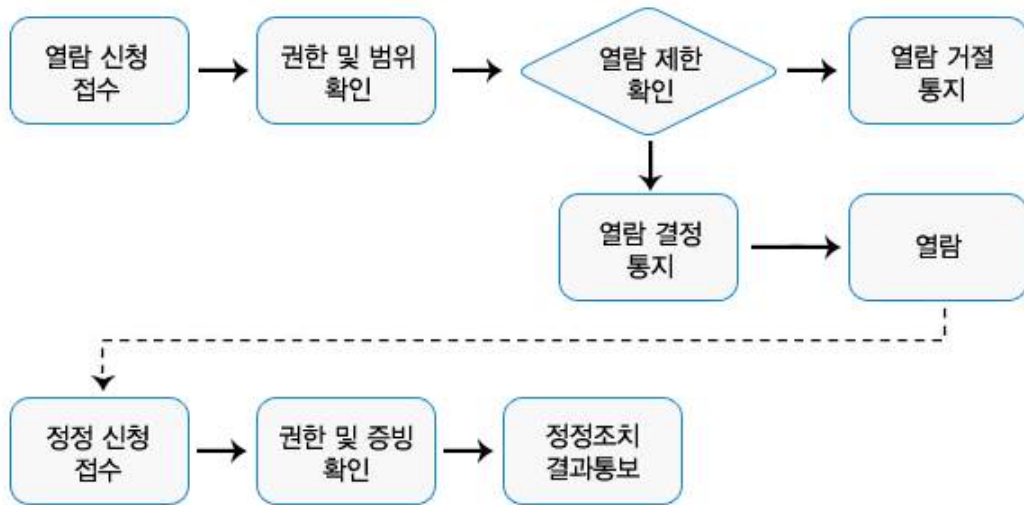 열람 신청
접수
권한 및 범위
확인
열람 제한
확인
열람 거절
통지
열람 결정
통지
열람
정정 신청
접수
권한 및 증빙
확인
정정조치
결과통보